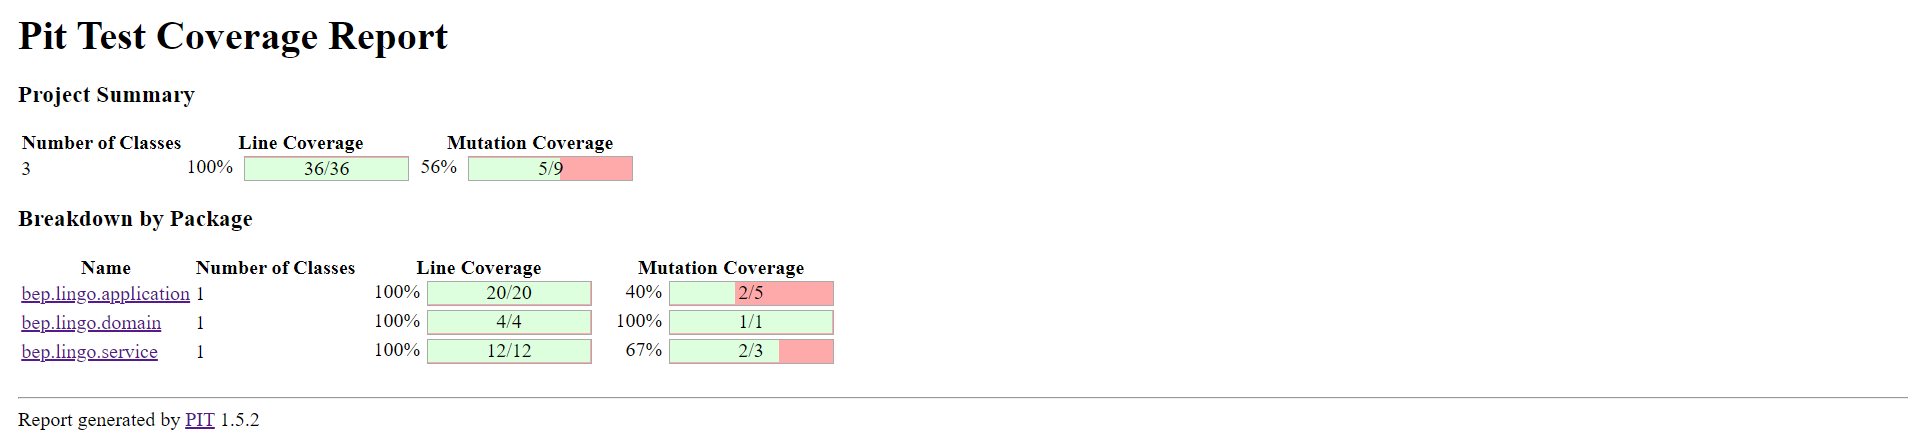 Pit Test Coverage Report
Project Summary
Number of Classes Line Coverage Mutation Coverage
3 100% 36/36 56% 5/9
Breakdown by Package
Name Number of Classes Line Coverage Mutation Coverage
bep.lingo.application 1 100% 20/20 40% 2/5
bep.lingo.domain 1 100% 4/4 100% 1/1
bep.lingo.service 1 100% 12/12 67% 2/3
Report generated by PIT 1.5.2